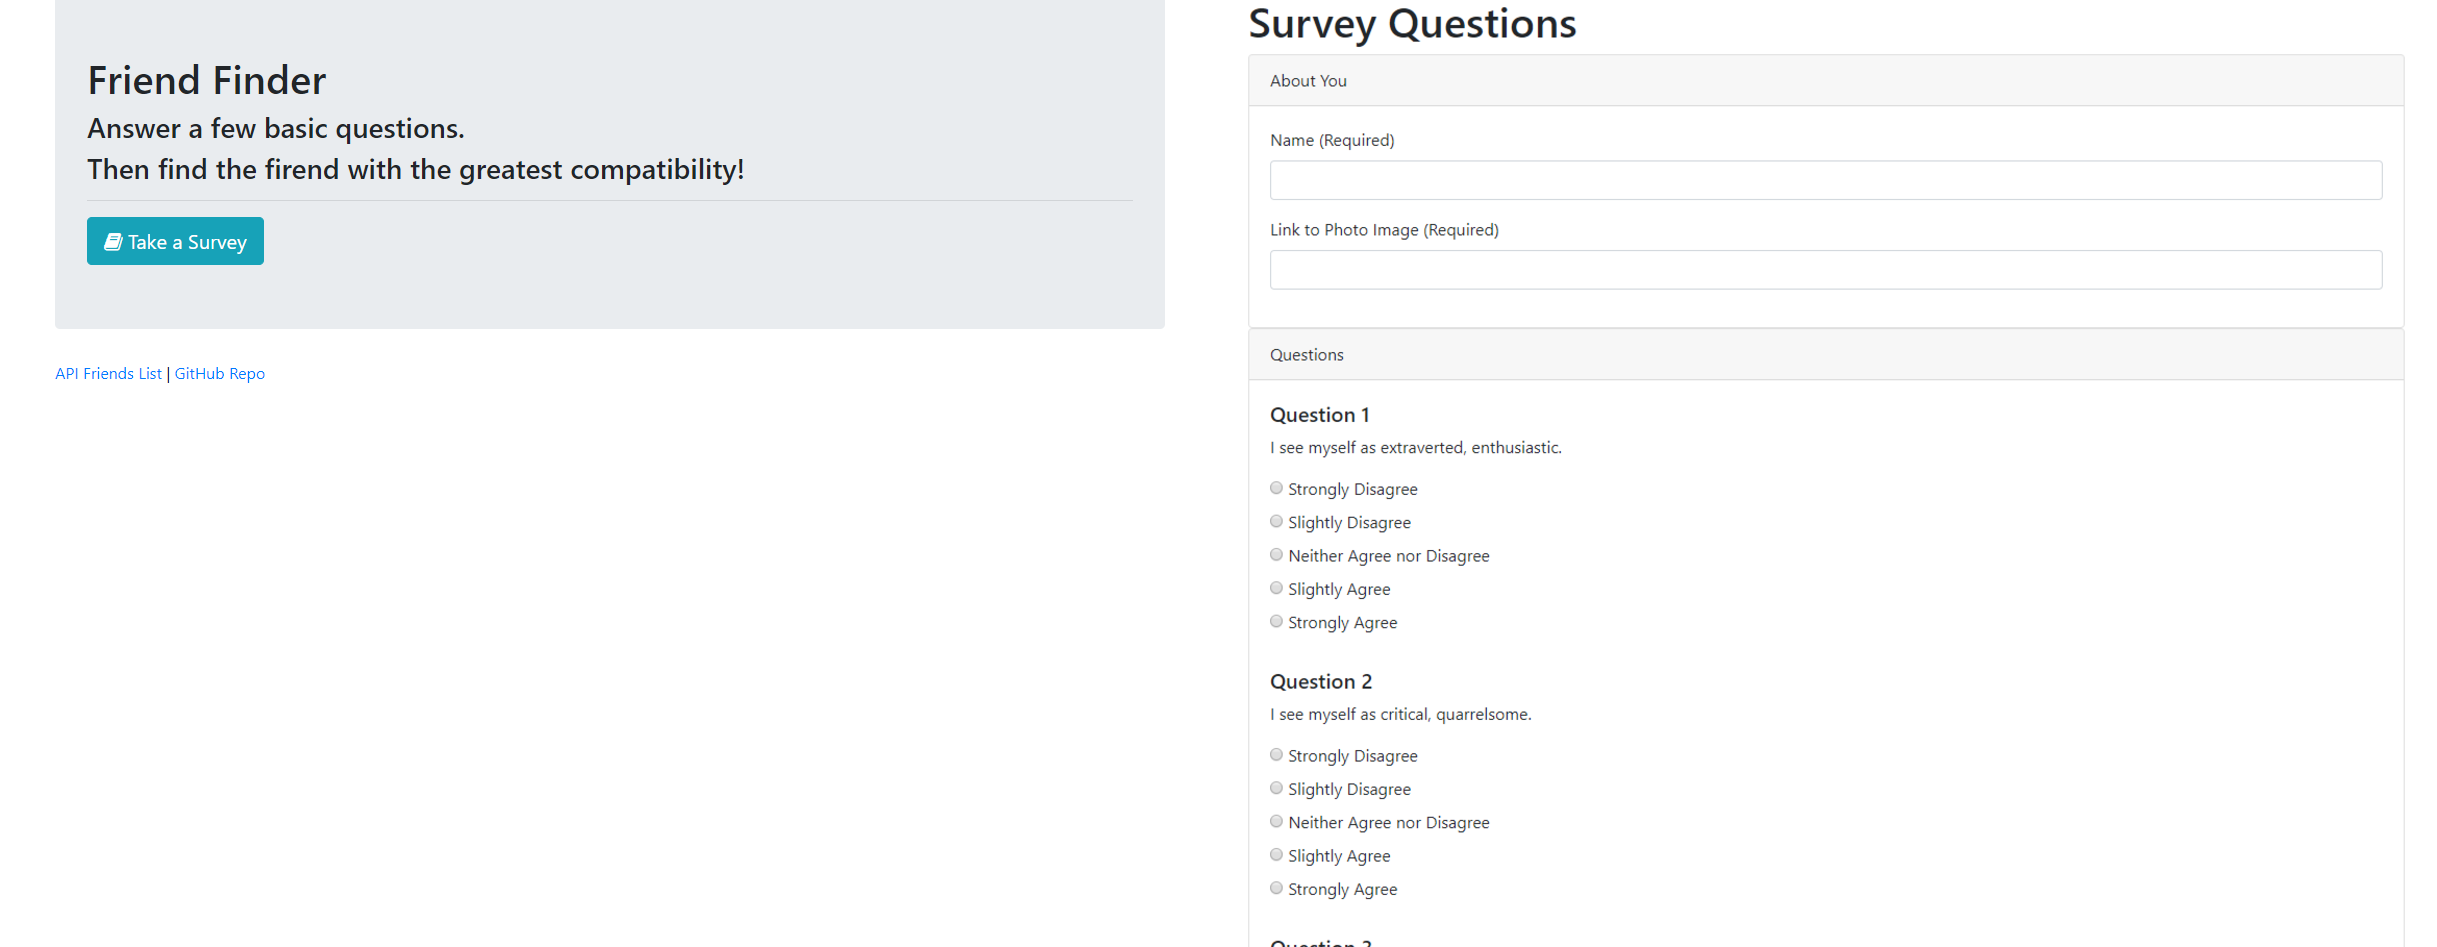 Friend Finder
Answer a few basic questions.
Then find the firend with the greatest compatibility!
Take a Survey
API Friends List | GitHub Repo
Survey Questions
About You
Name (Required)
Link to Photo Image (Required)
Questions
Question 1
I see myself as extraverted, enthusiastic.
Strongly Disagree
Slightly Disagree
Neither Agree nor Disagree
Slightly Agree
Strongly Agree
Question 2
I see myself as critical, quarrelsome.
Strongly Disagree
Slightly Disagree
Neither Agree nor Disagree
Slightly Agree
Strongly Agree
Question 3